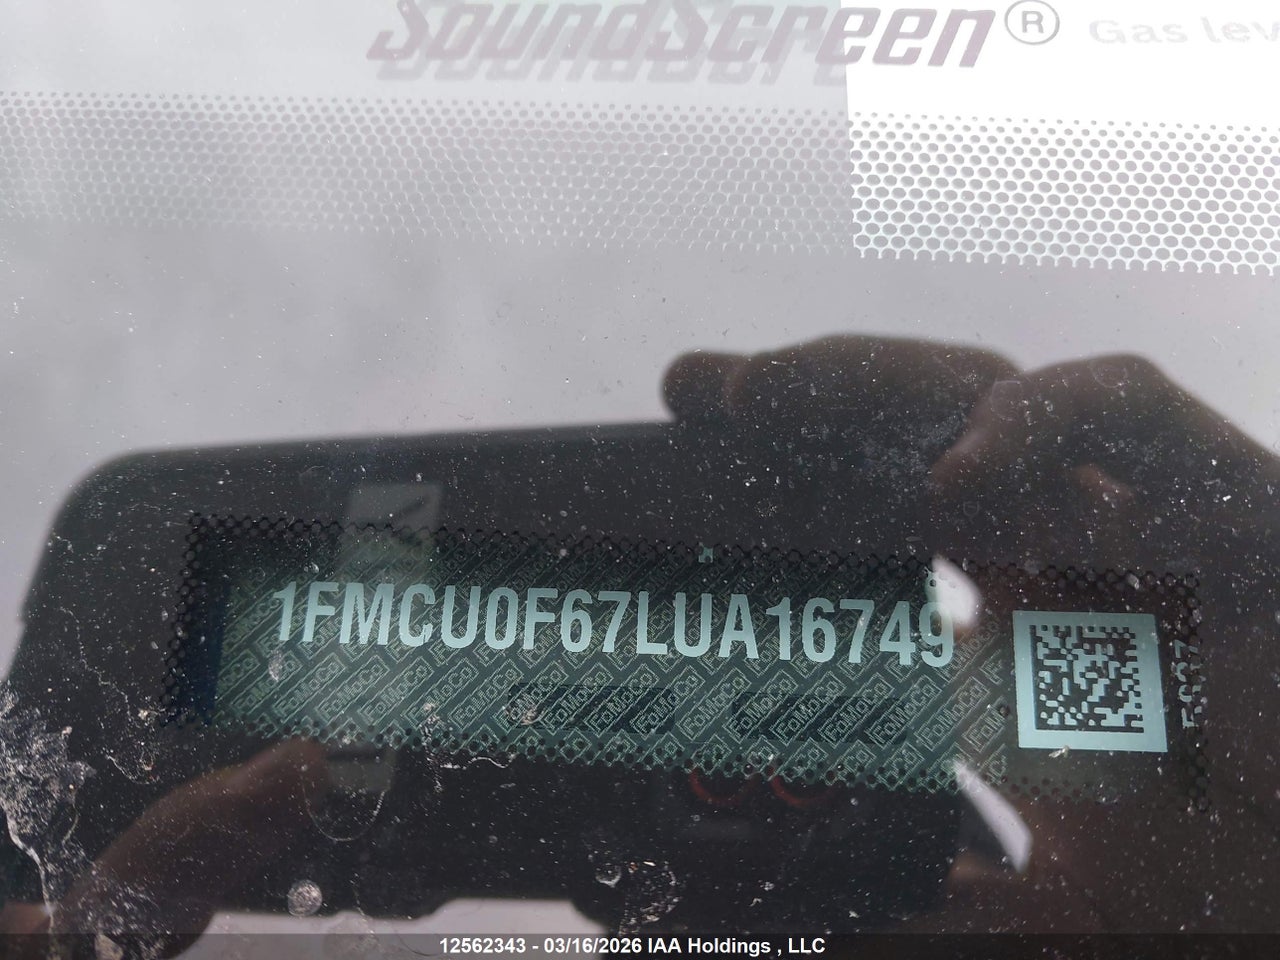 SoundScreen® Gas lev
1FMCU0F67LUA16749
12562343 - 03/16/2026 IAA Holdings , LLC